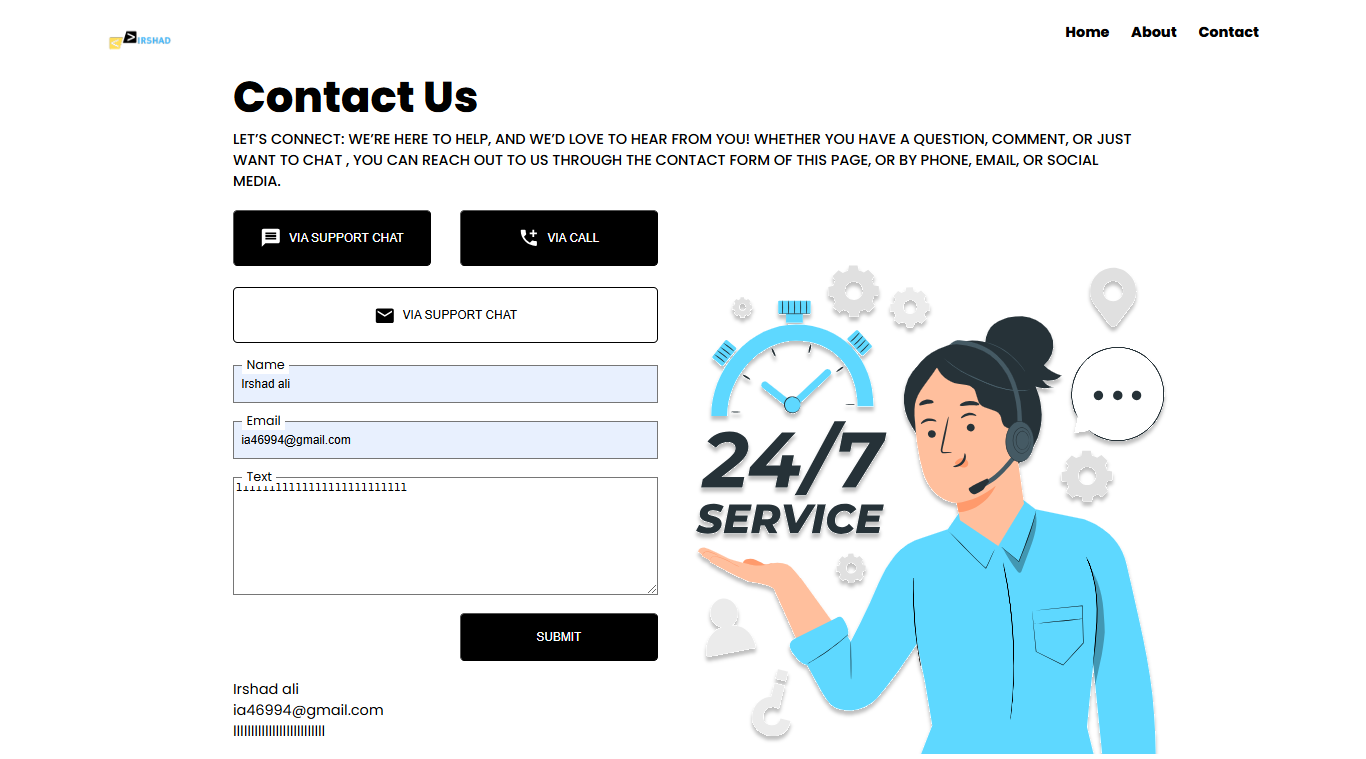 <> IRSHAD
Home About Contact
Contact Us
LET’S CONNECT: WE’RE HERE TO HELP, AND WE’D LOVE TO HEAR FROM YOU! WHETHER YOU HAVE A QUESTION, COMMENT, OR JUST
WANT TO CHAT , YOU CAN REACH OUT TO US THROUGH THE CONTACT FORM OF THIS PAGE, OR BY PHONE, EMAIL, OR SOCIAL
MEDIA.
VIA SUPPORT CHAT
VIA CALL
VIA SUPPORT CHAT
Name
Irshad ali
Email
ia46994@gmail.com
Text
SUBMIT
Irshad ali
ia46994@gmail.com
24/7
SERVICE